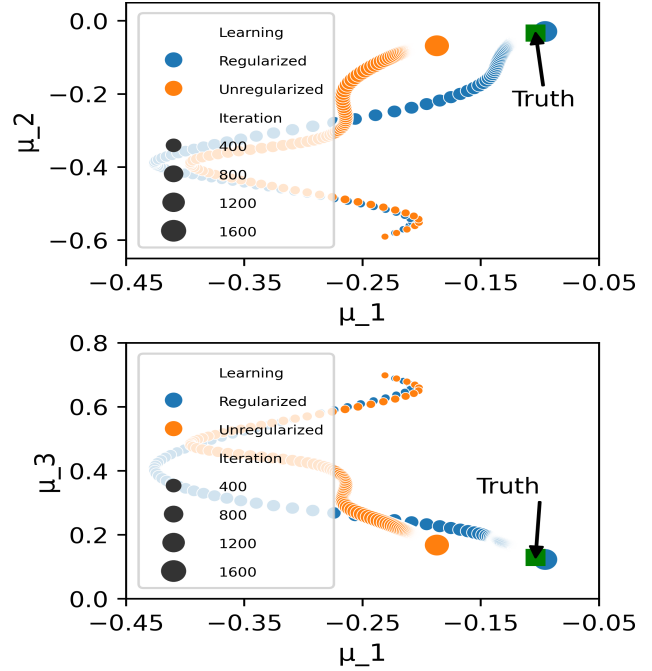 0.0
−0.2
−0.4
−0.6
μ_2
Learning
Regularized
Unregularized
Iteration
400
800
1200
1600
Truth
−0.45
−0.35
−0.25
−0.15
−0.05
μ_1
0.8
0.6
0.4
0.2
0.0
μ_3
Learning
Regularized
Unregularized
Iteration
400
800
1200
1600
Truth
−0.45
−0.35
−0.25
−0.15
−0.05
μ_1